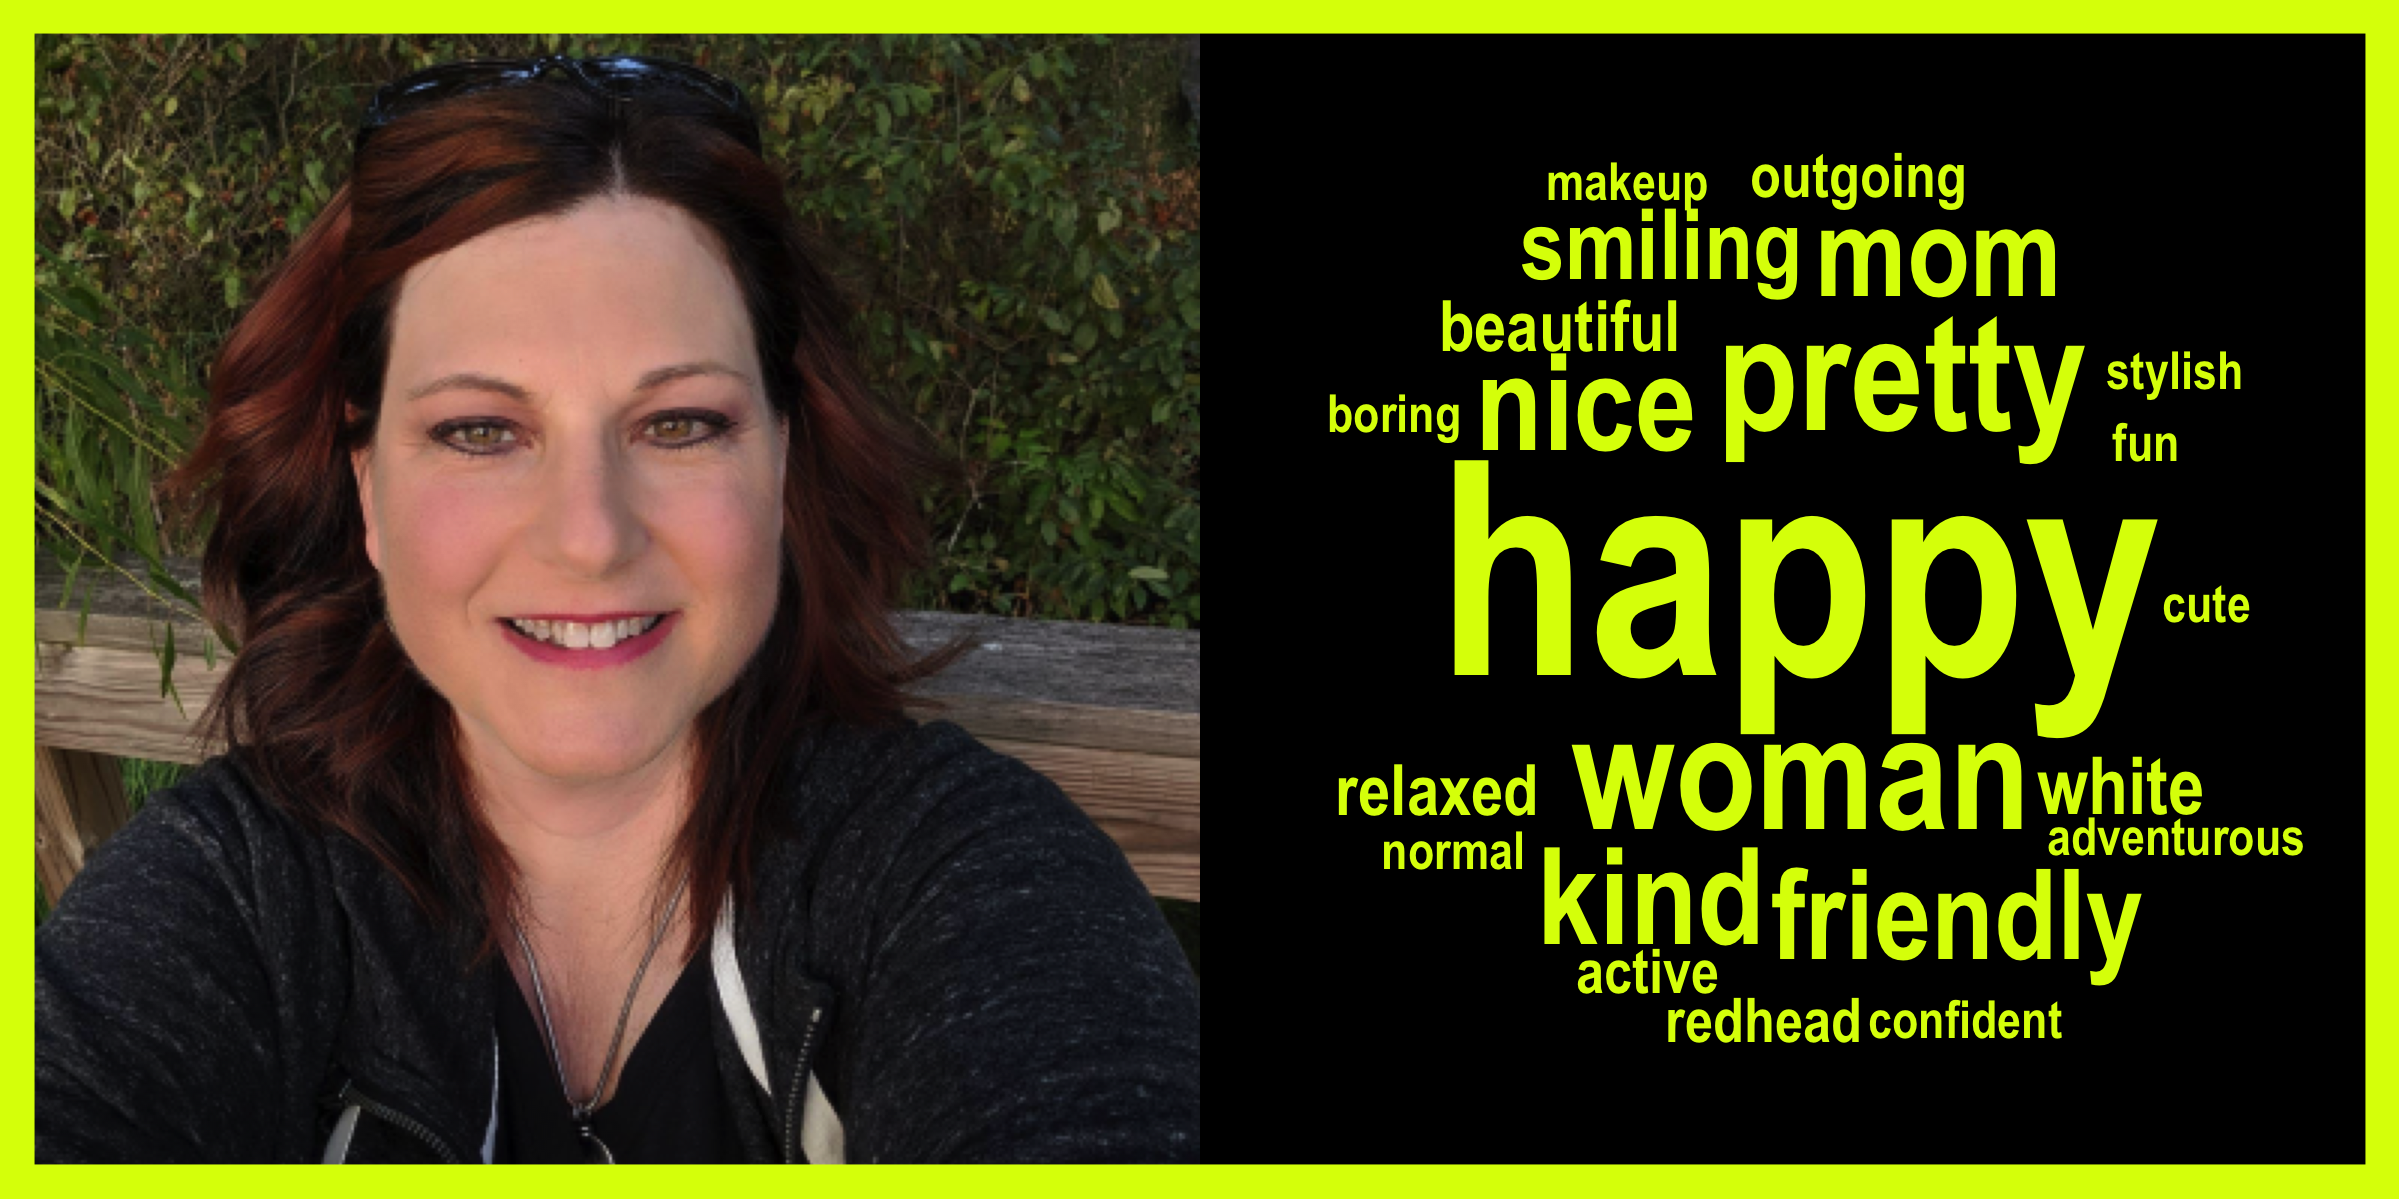 makeup outgoing
smiling mom
beautiful
pretty
stylish
boring nice
fun
happy
cute
woman
relaxed white
normal adventurous
kind friendly
active
redhead confident